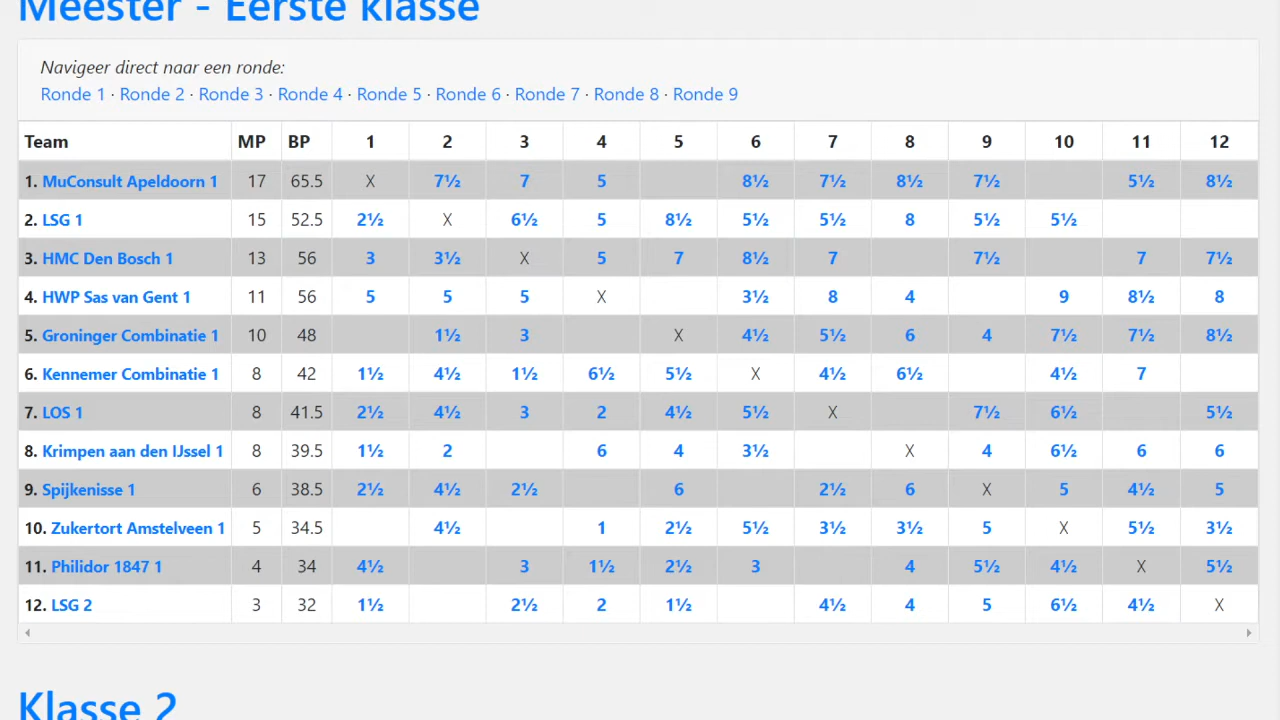 Meester - Eerste klasse
Navigeer direct naar een ronde:
Ronde 1 · Ronde 2 · Ronde 3 · Ronde 4 · Ronde 5 · Ronde 6 · Ronde 7 · Ronde 8 · Ronde 9
Team MP BP 1 2 3 4 5 6 7 8 9 10 11 12
1. MuConsult Apeldoorn 1 17 65.5 X 7½ 7 5 8½ 7½ 8½ 7½ 5½ 8½
2. LSG 1 15 52.5 2½ X 6½ 5 8½ 5½ 5½ 8 5½ 5½
3. HMC Den Bosch 1 13 56 3 3½ X 5 7 8½ 7 7½ 7 7½
4. HWP Sas van Gent 1 11 56 5 5 5 X 3½ 8 4 9 8½ 8
5. Groninger Combinatie 1 10 48 1½ 3 X 4½ 5½ 6 4 7½ 7½ 8½
6. Kennemer Combinatie 1 8 42 1½ 4½ 1½ 6½ 5½ X 4½ 6½ 4½ 7
7. LOS 1 8 41.5 2½ 4½ 3 2 4½ 5½ X 7½ 6½ 5½
8. Krimpen aan den IJssel 1 8 39.5 1½ 2 6 4 3½ X 4 6½ 6 6
9. Spijkenisse 1 6 38.5 2½ 4½ 2½ 6 2½ 6 X 5 4½ 5
10. Zukertort Amstelveen 1 5 34.5 4½ 1 2½ 5½ 3½ 3½ 5 X 5½ 3½
11. Philidor 1847 1 4 34 4½ 3 1½ 2½ 3 4 5½ 4½ X 5½
12. LSG 2 3 32 1½ 2½ 2 1½ 4½ 4 5 6½ 4½ X
Klasse 2